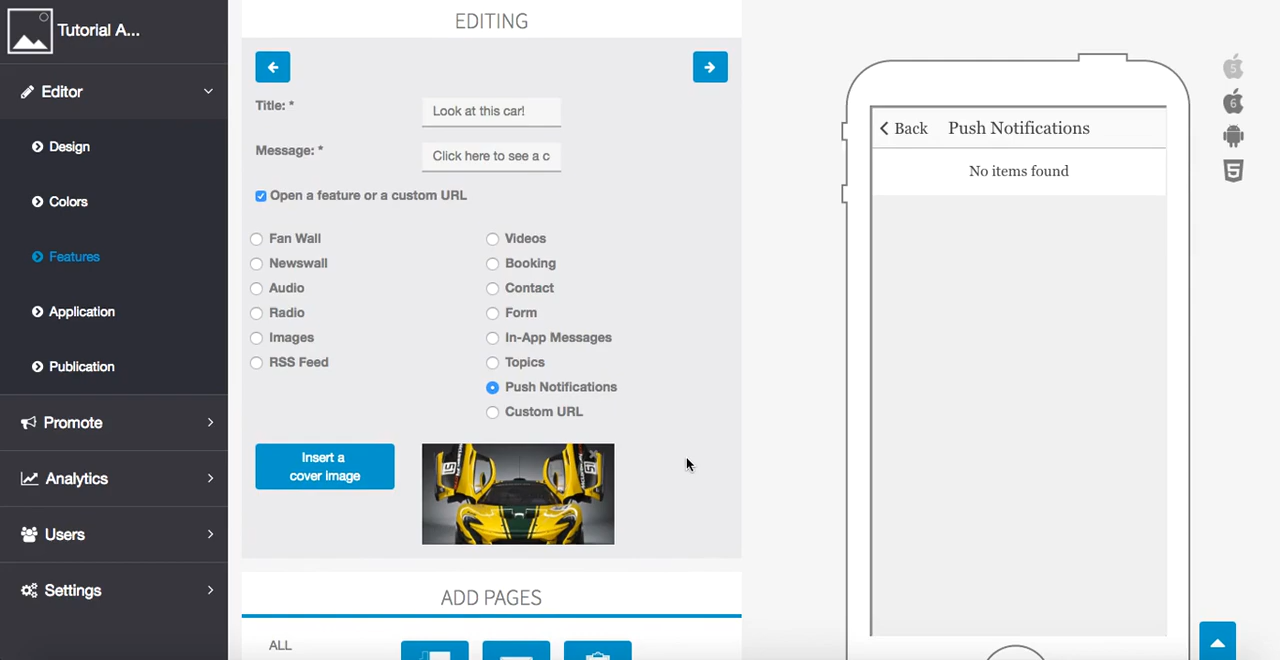 Tutorial A...
Editor
Design
Colors
Features
Application
Publication
Promote
Analytics
Users
Settings
EDITING
Title: *
Look at this car!
Message: *
Click here to see a c
Open a feature or a custom URL
Fan Wall
Newswall
Audio
Radio
Images
RSS Feed
Videos
Booking
Contact
Form
In-App Messages
Topics
Push Notifications
Custom URL
Insert a
cover image
ADD PAGES
ALL
Back Push Notifications
No items found
5
6
5